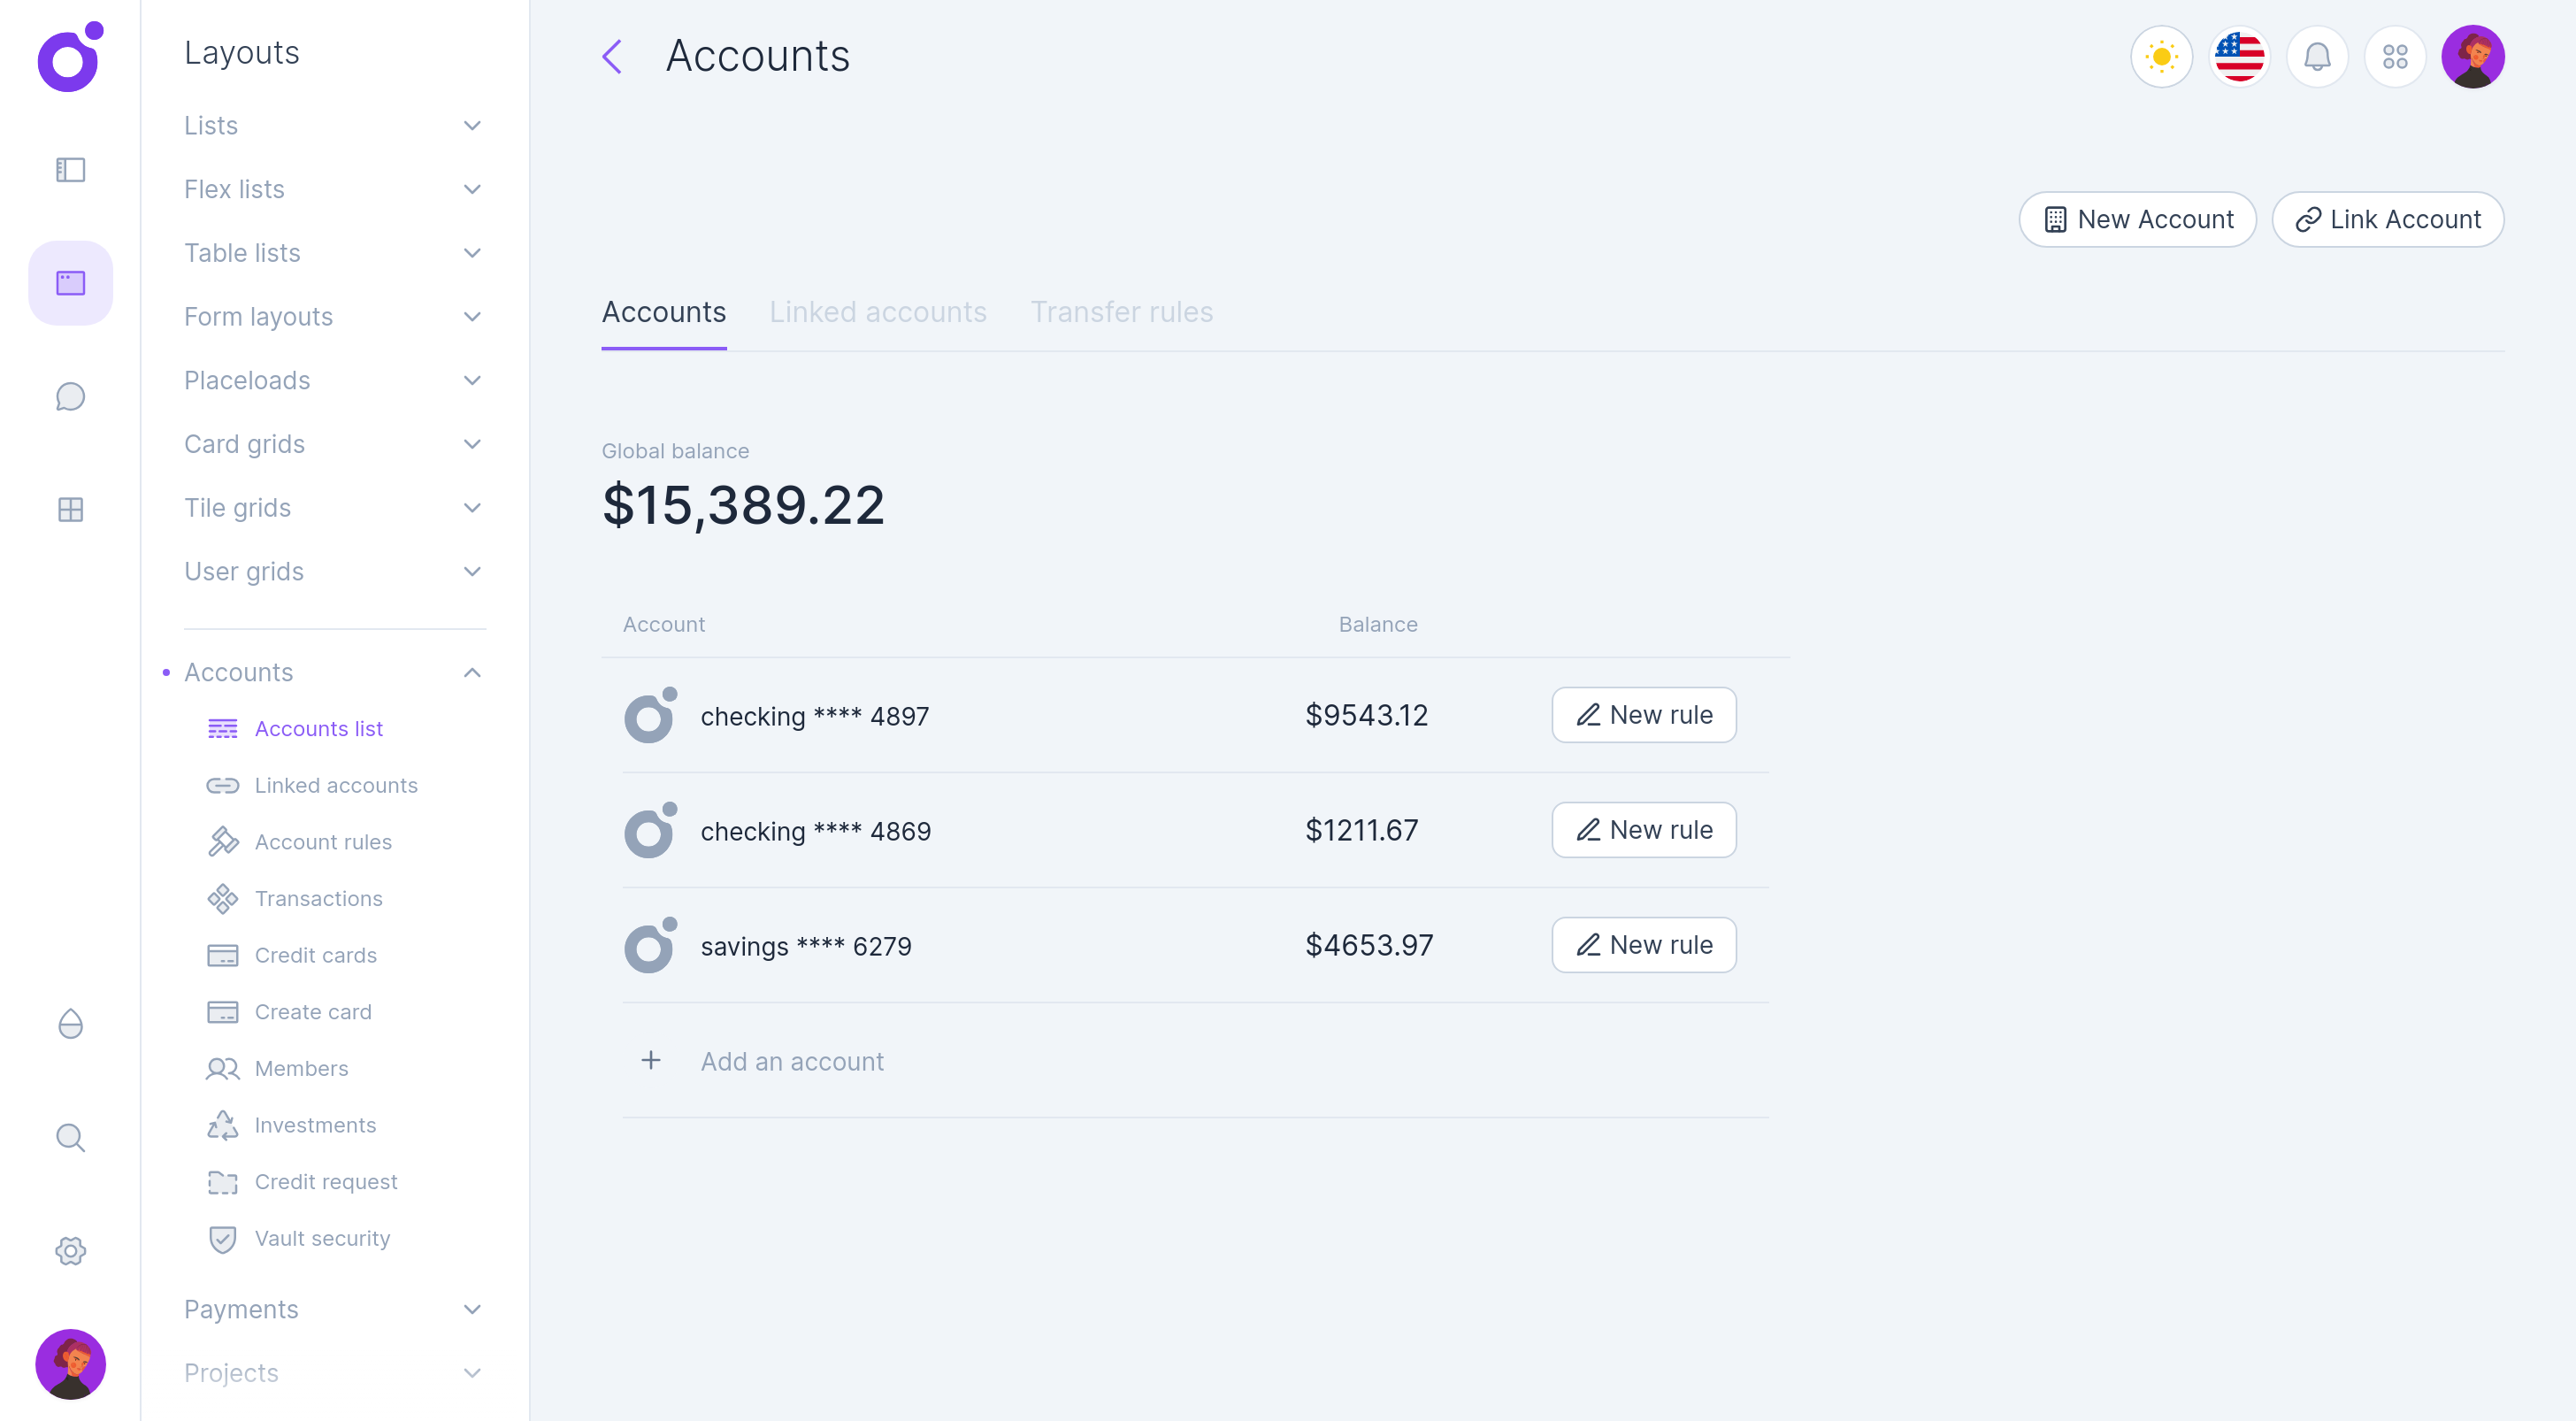 Layouts
Lists
Flex lists
Table lists
Form layouts
Placeloads
Card grids
Tile grids
User grids
Accounts
Accounts list
Linked accounts
Account rules
Transactions
Credit cards
Create card
Members
Investments
Credit request
Vault security
Payments
Projects
Accounts
New Account
Link Account
Accounts Linked accounts Transfer rules
Global balance
$15,389.22
Account Balance
checking **** 4897 $9543.12 New rule
checking **** 4869 $1211.67 New rule
savings **** 6279 $4653.97 New rule
Add an account